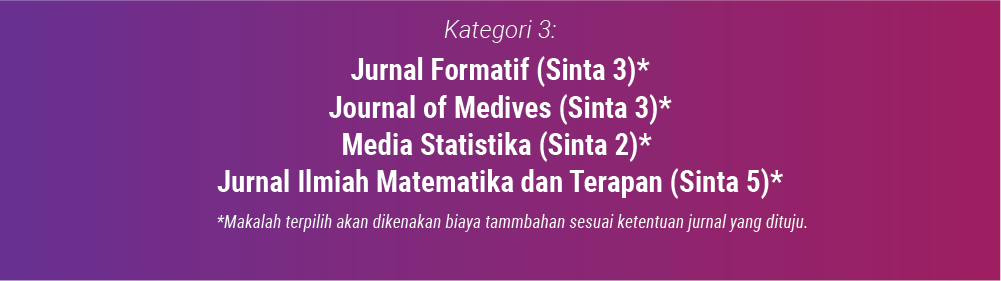 Kategori 3:
Jurnal Formatif (Sinta 3)*
Journal of Medives (Sinta 3)*
Media Statistika (Sinta 2)*
Jurnal Ilmiah Matematika dan Terapan (Sinta 5)*
*Makalah terpilih akan dikenakan biaya tammbahan sesuai ketentuan jurnal yang dituju.